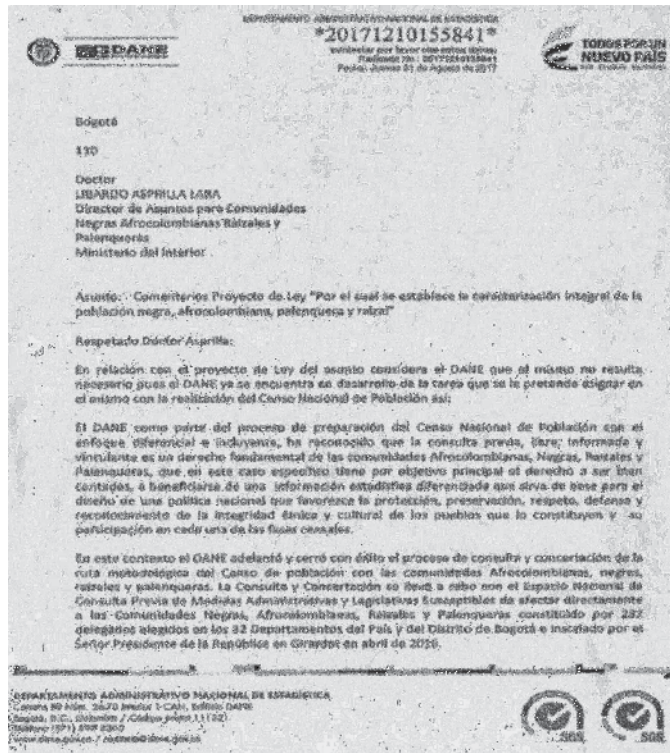 DEPARTAMENTO ADMINISTRATIVO NACIONAL DE ESTADISTICA
*20171210155841*
DANE
TODOS POR UN
NUEVO PAÍS
Bogotá
130
Doctor
LIBARDO ASPRILLA LARA
Director de Asuntos para Comunidades
Negras Afrocolombianas Raizales y
Palenqueras
Ministerio del Interior
Asunto: Comentarios Proyecto de Ley "Por el cual se establece la caracterización integral de la
población negra, afrocolombiana, palenquera y raizal"
Respetado Doctor Asprilla:
En relación con el proyecto de Ley del asunto considera el DANE que el mismo no resulta
necesario pues el DANE ya se encuentra en desarrollo de la tarea que se le pretende asignar en
el mismo con la realización del Censo Nacional de Población así:
El DANE como parte del proceso de preparación del Censo Nacional de Población con el
enfoque diferencial e incluyente, ha reconocido que la consulta previa, libre, informada y
vinculante es un derecho fundamental de las comunidades Afrocolombianas, Negras, Raizales y
Palenqueras, que en este caso específico tiene por objetivo principal el derecho a ser bien
contados, a beneficiarse de una información estadística diferenciada que sirva de base para el
diseño de una política nacional que favorezca la protección, preservación, respeto, defensa y
reconocimiento de la integridad étnica y cultural de los pueblos que lo constituyen y su
participación en cada una de las fases censales.
En este contexto el DANE adelantó y cerró con éxito el proceso de consulta y concertación de la
ruta metodológica del Censo de población con las comunidades Afrocolombianas, negras,
raizales y palenqueras. La Consulta y Concertación se llevó a cabo con el Espacio Nacional de
Consulta Previa de Medidas Administrativas y Legislativas Susceptibles de afectar directamente
a las Comunidades Negras, Afrocolombianas, Raizales y Palenqueras constituido por 237
delegados elegidos en los 32 Departamentos del País y del Distrito de Bogotá e instalado por el
Señor Presidente de la República en Girardot en abril de 2016.
DEPARTAMENTO ADMINISTRATIVO NACIONAL DE ESTADÍSTICA
SGS
SGS